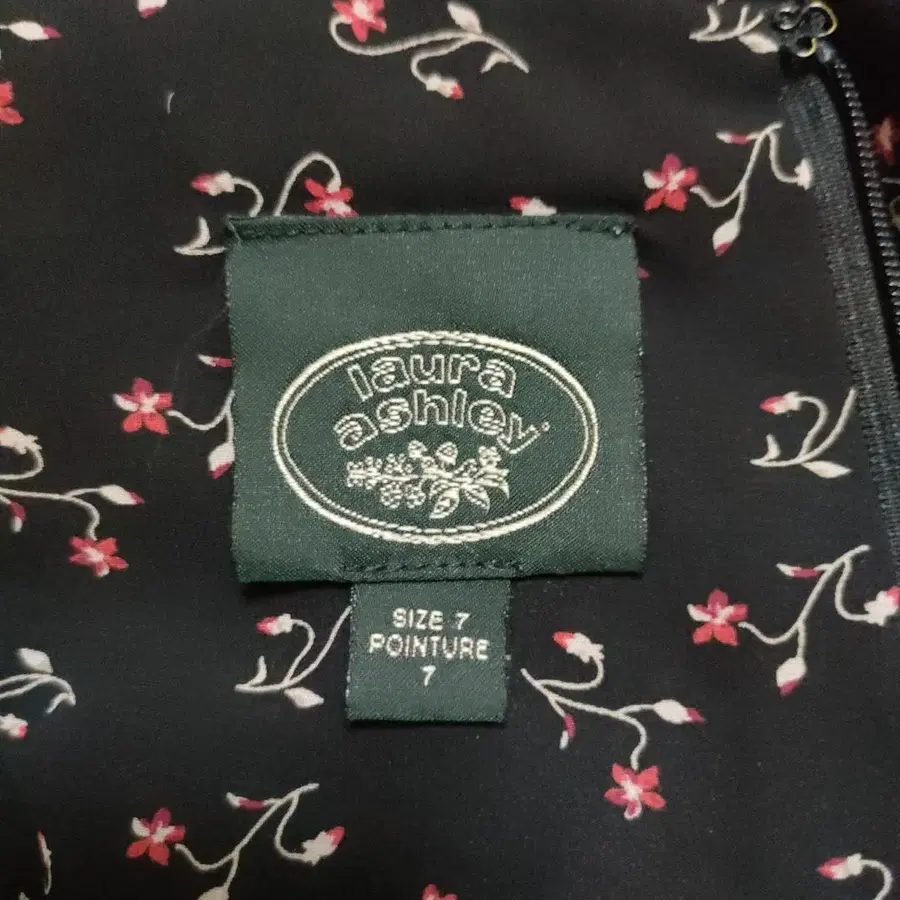 laura
ashley
SIZE 7
POINTURE
7